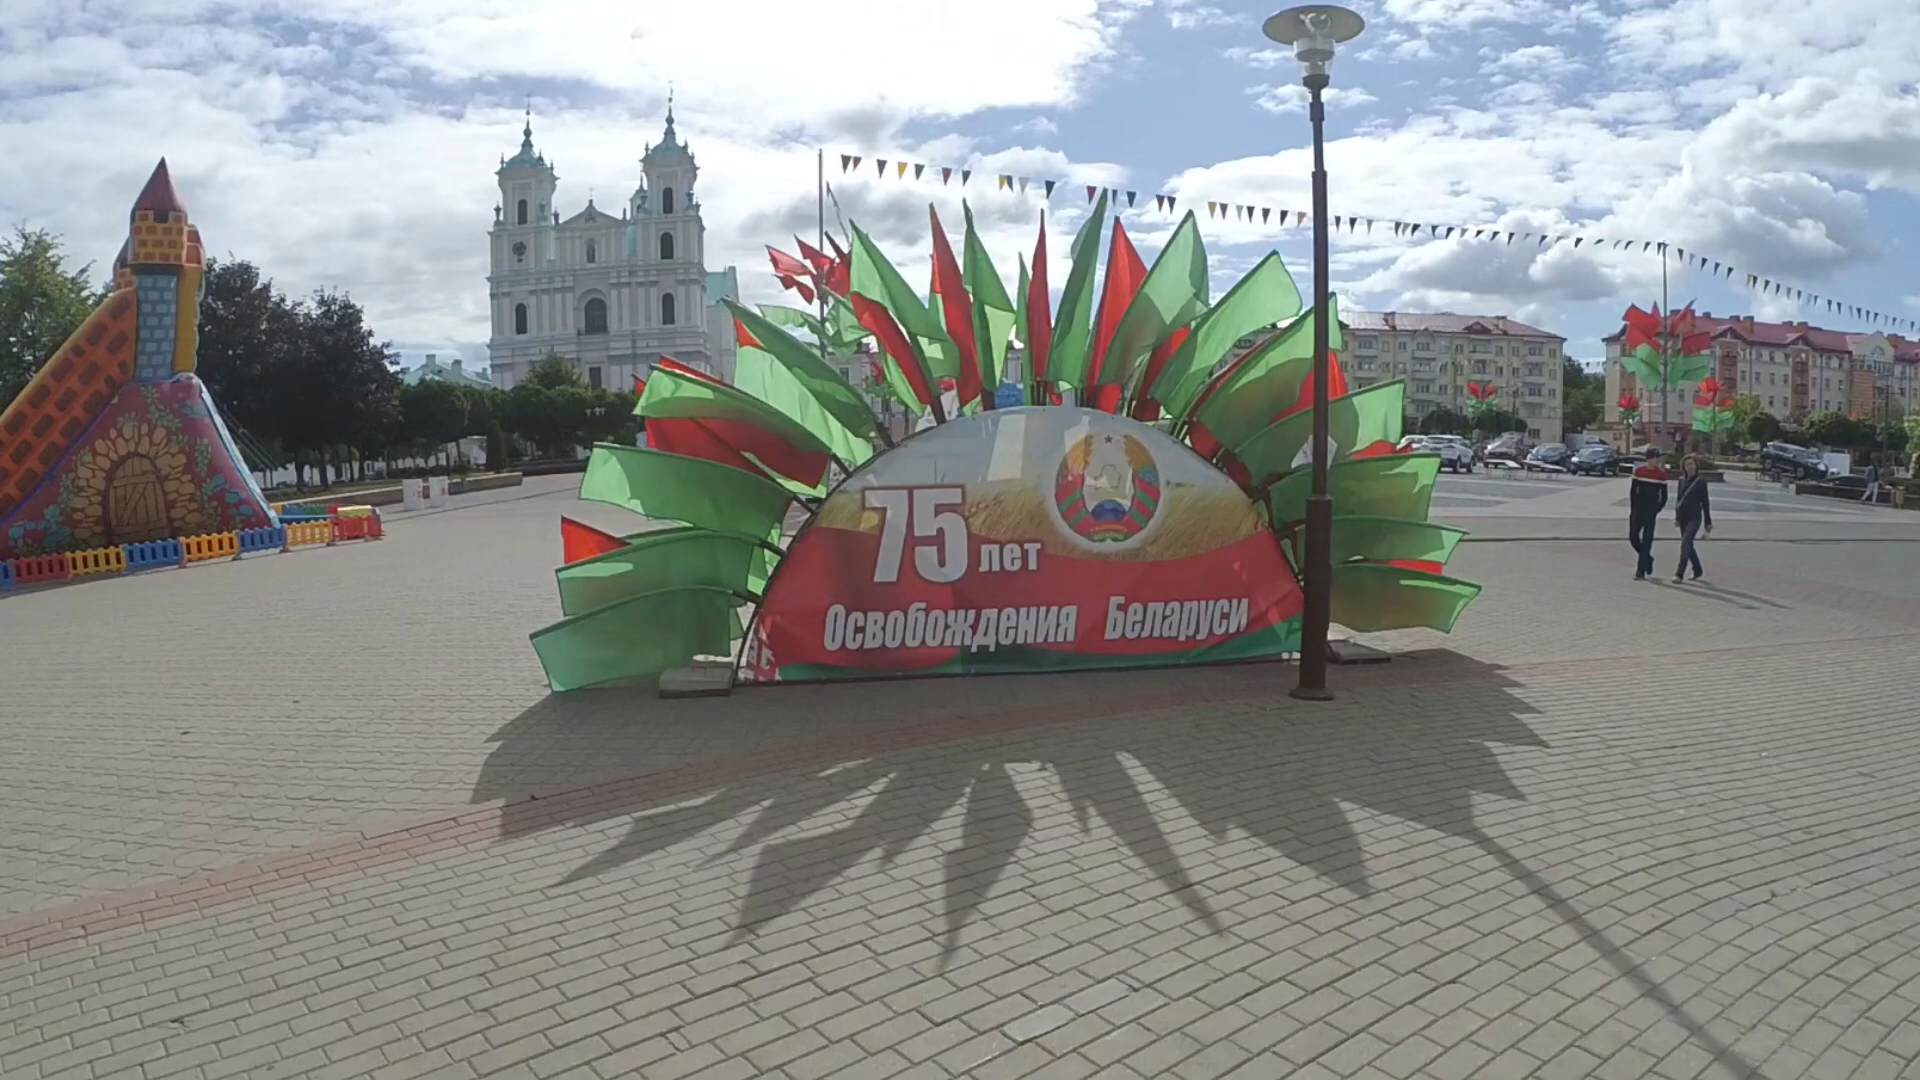 75 лет
Освобождения Беларуси